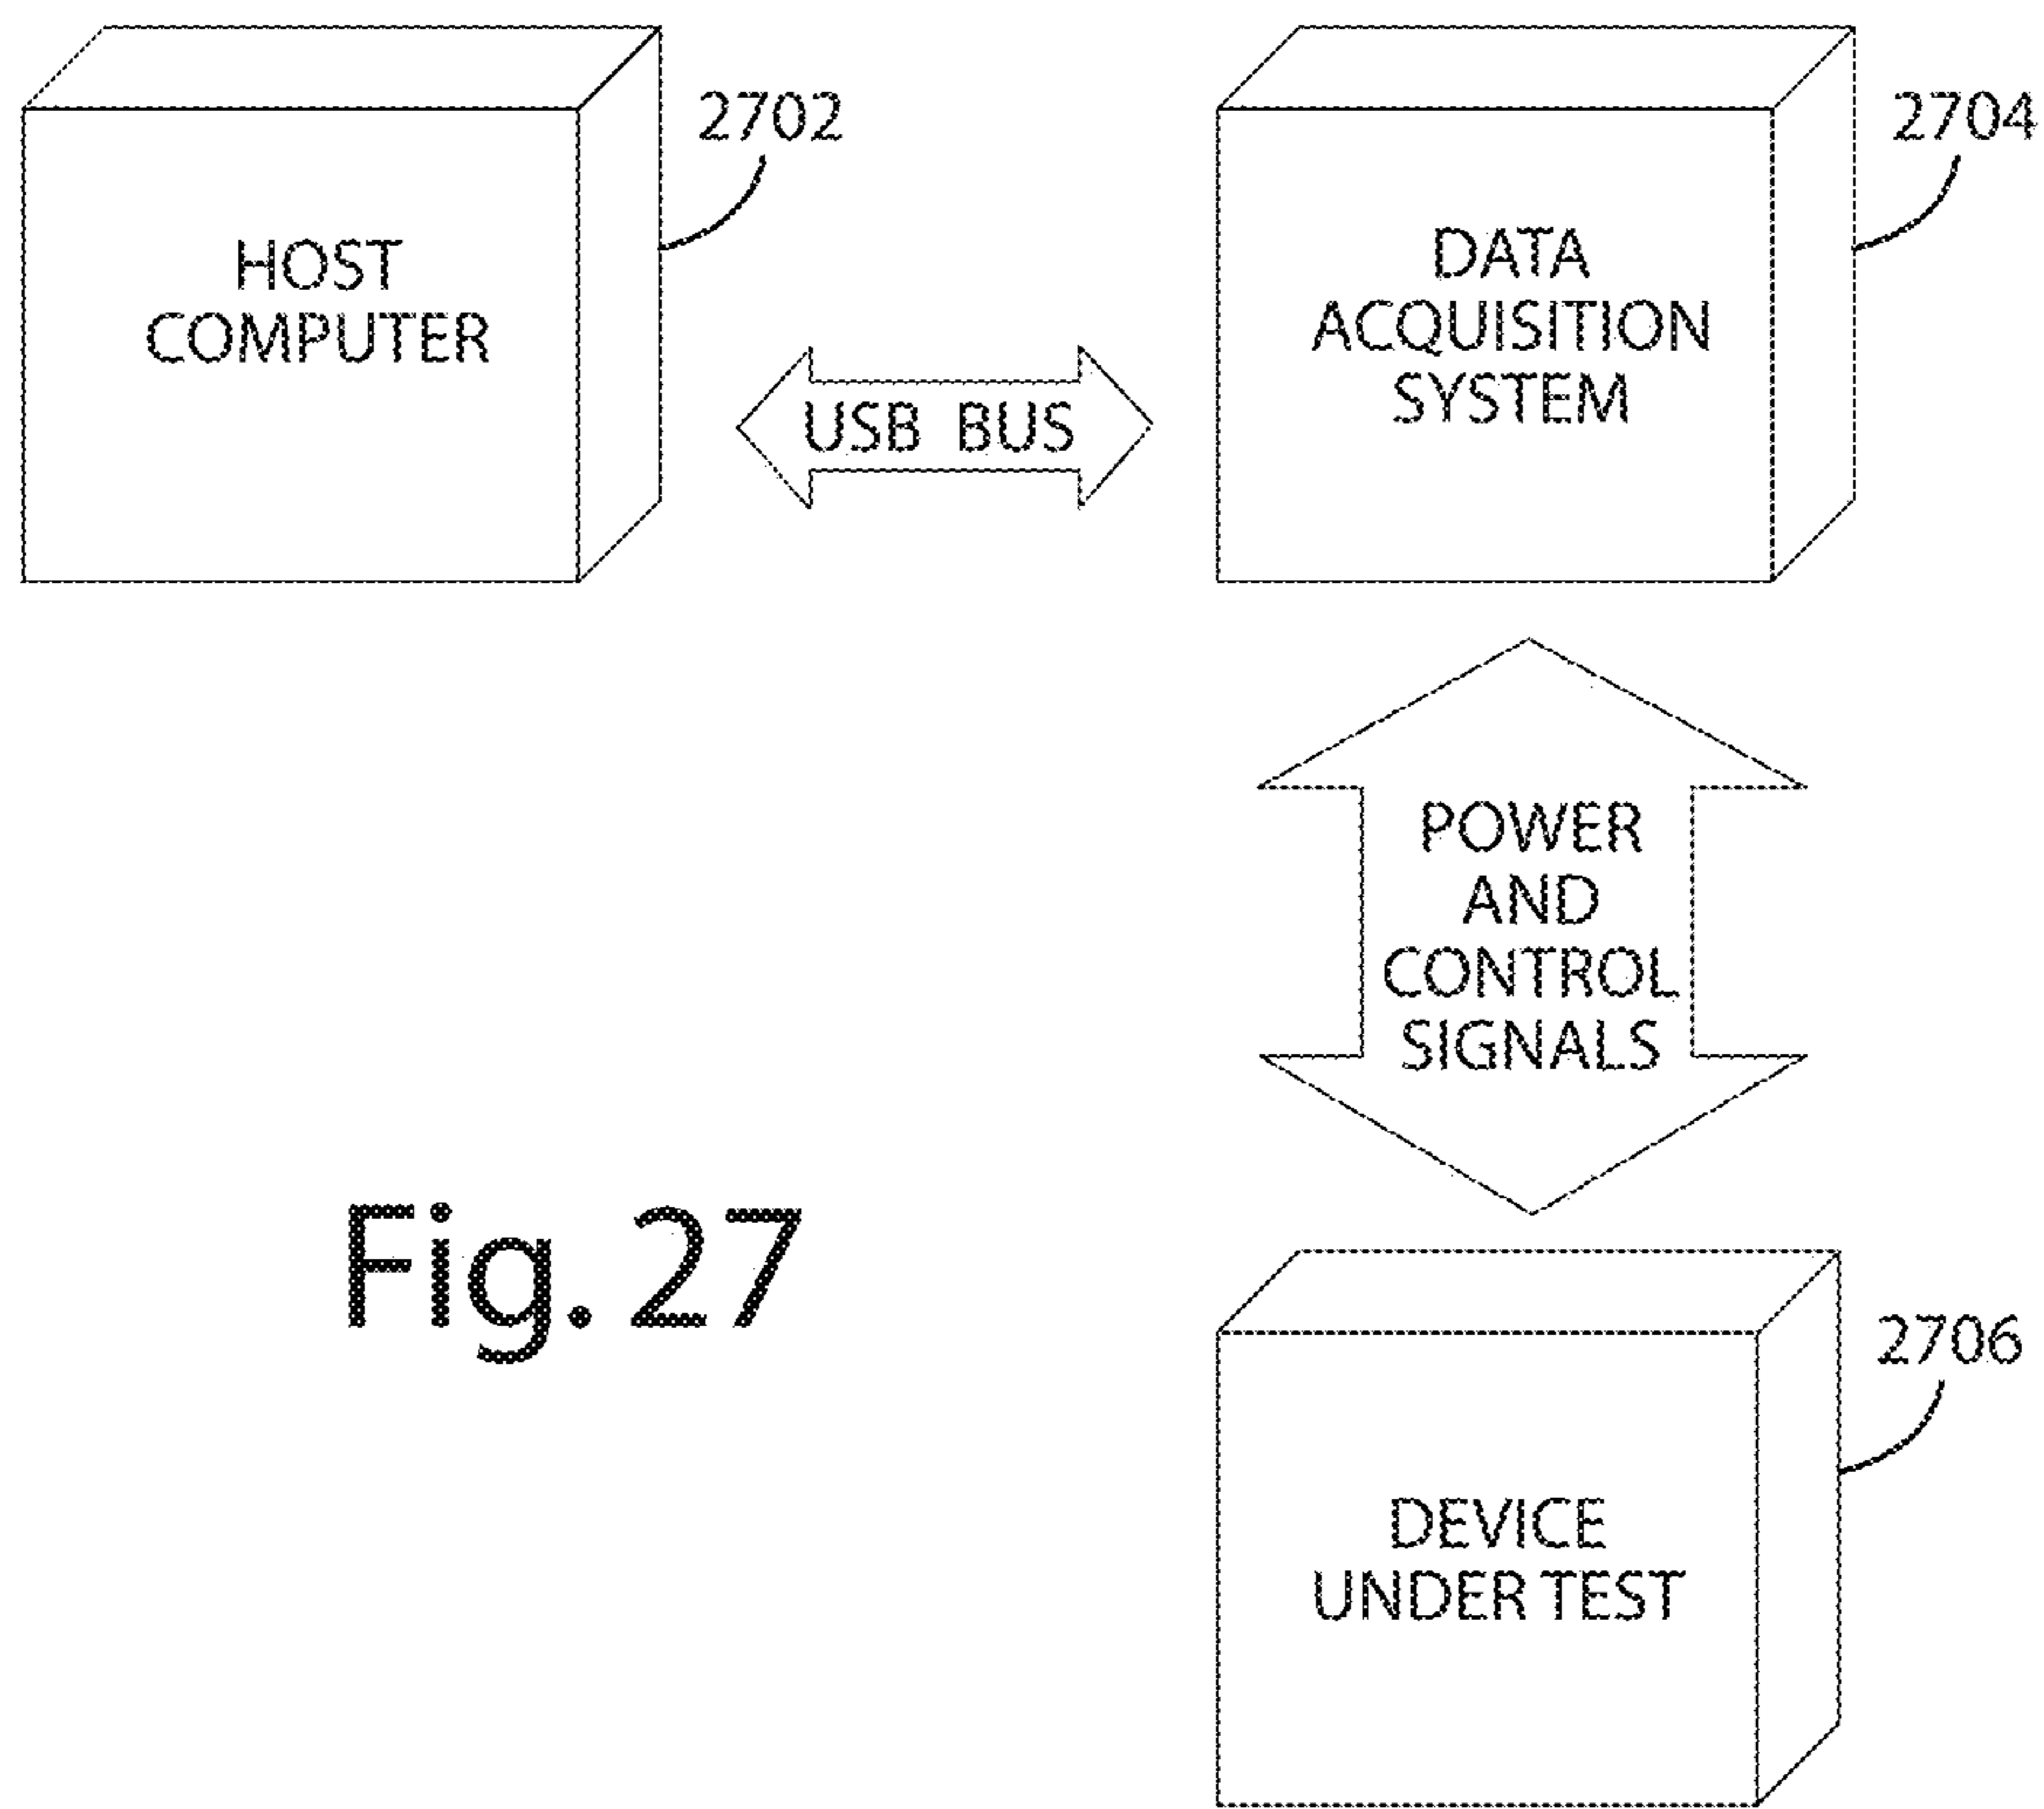 2702
HOST
COMPUTER
2704
DATA
ACQUISITION
SYSTEM
USB BUS
POWER
AND
CONTROL
SIGNALS
Fig. 27
2706
DEVICE
UNDER TEST